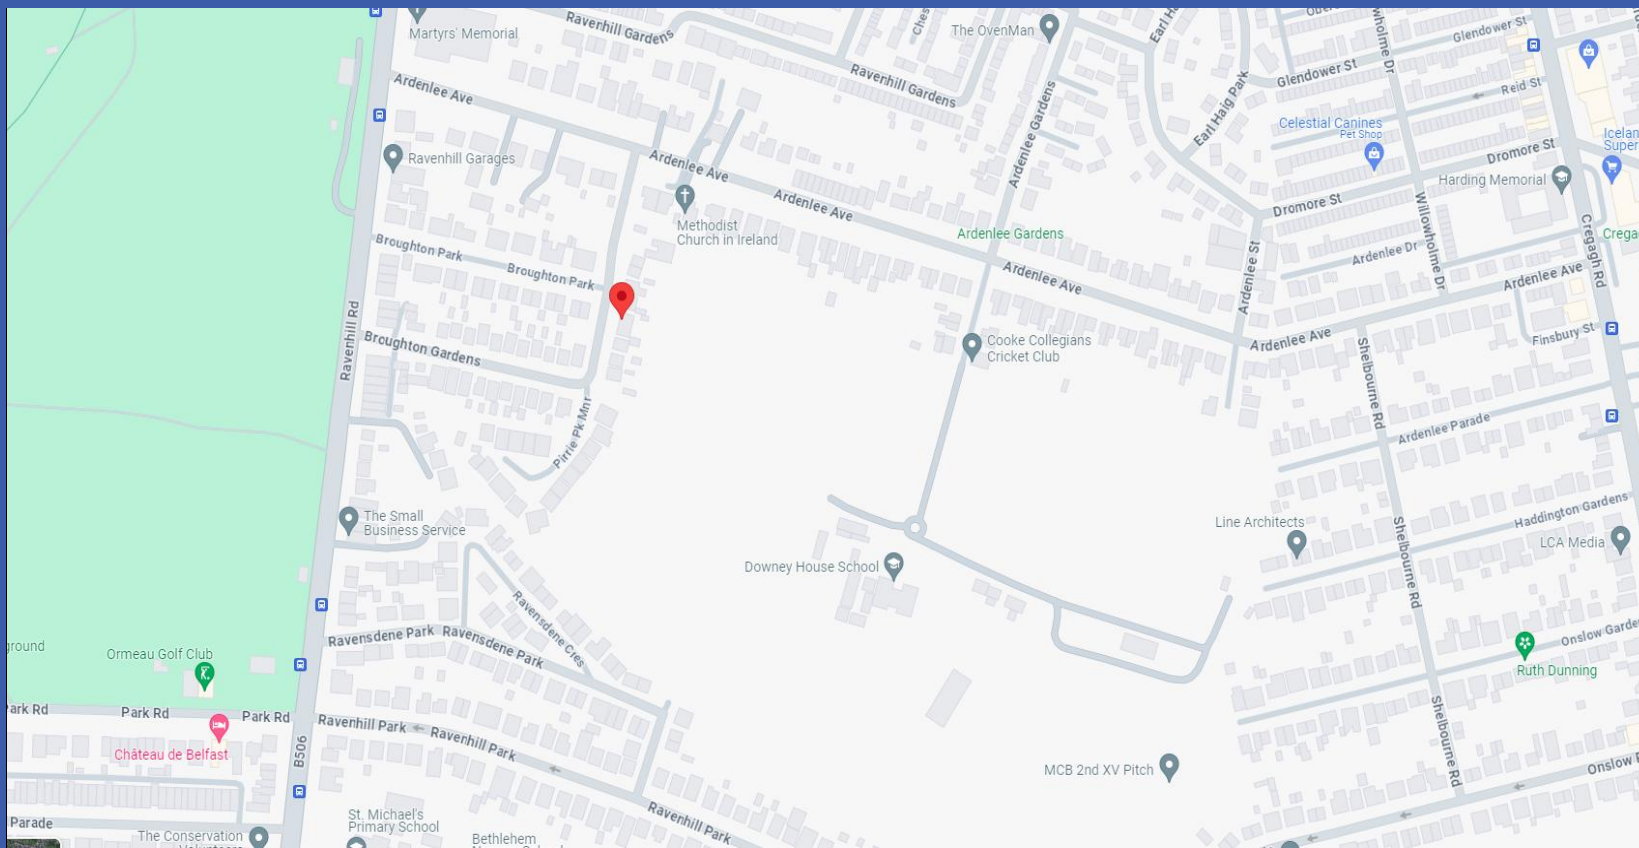 Martyrs' Memorial
Ravenhill Gardens
The OvenMan
Glendower St
Ardenlee Ave
Ravenhill Gardens
Glendower St
Reid St
Earl Haig Park
Ardenlee Gardens
Celestial Canines
Pet Shop
Ravenhill Garages
Ardenlee Ave
Dromore St
Harding Memorial
Ardenlee Ave
Dromore St
Willowholme Dr
Methodist
Church in Ireland
Ardenlee Gardens
Cregagh Rd
Broughton Park
Broughton Park
Ardenlee Ave
Ardenlee St
Ardenlee Dr
Ardenlee Ave
Ravenhill Rd
Broughton Gardens
Cooke Collegians
Cricket Club
Ardenlee Ave
Finsbury St
Shelbourne Rd
Pirrie Pk Mnr
Ardenlee Parade
The Small
Business Service
Line Architects
Shelbourne Rd
Haddington Gardens
LCA Media
Downey House School
Ravensdene Cres
Ravensdene Park
Ravensdene Park
Ormeau Golf Club
Ruth Dunning
Park Rd
Park Rd
Ravenhill Park
Ravenhill Park
Château de Belfast
B506
Shelbourne Rd
MCB 2nd XV Pitch
St. Michael's
Primary School
Ravenhill Park
Parade
The Conservation
Bethlehem